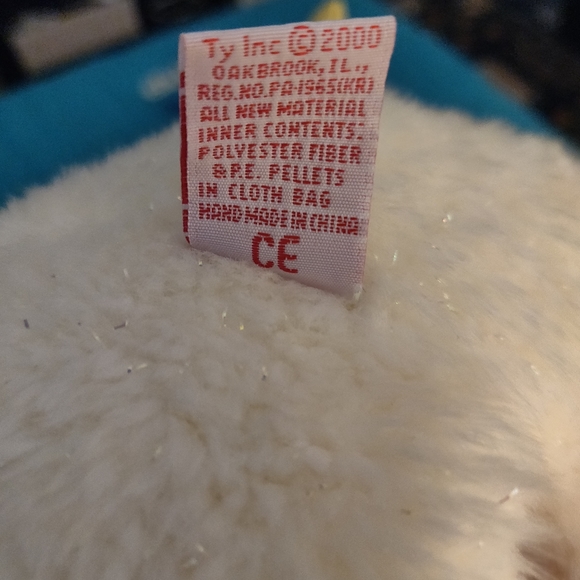 Ty Inc © 2000
OAKBROOK, IL.,
REG.NO.PA-1965(KR)
ALL NEW MATERIAL
INNER CONTENTS:
POLYESTER FIBER
& P.E. PELLETS
IN CLOTH BAG
HAND MADE IN CHINA
CE